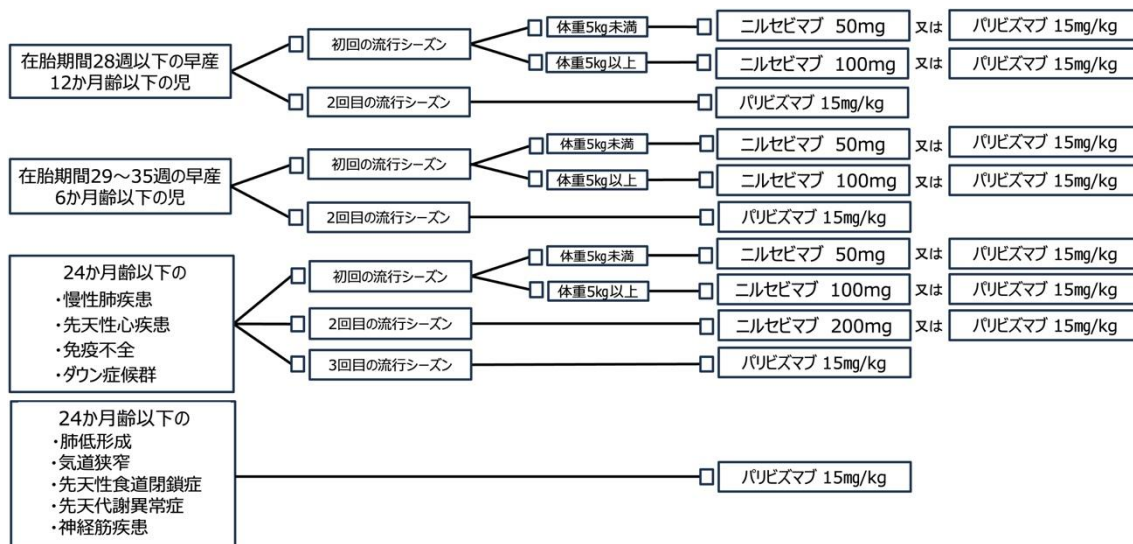 在胎期間28週以下の早産
12か月齢以下の児
初回の流行シーズン
体重5kg未満
ニルセビマブ 50mg 又は パリビズマブ 15mg/kg
体重5kg以上
ニルセビマブ 100mg 又は パリビズマブ 15mg/kg
2回目の流行シーズン
パリビズマブ 15mg/kg
在胎期間29～35週の早産
6か月齢以下の児
初回の流行シーズン
体重5kg未満
ニルセビマブ 50mg 又は パリビズマブ 15mg/kg
体重5kg以上
ニルセビマブ 100mg 又は パリビズマブ 15mg/kg
2回目の流行シーズン
パリビズマブ 15mg/kg
24か月齢以下の
・慢性肺疾患
・先天性心疾患
・免疫不全
・ダウン症候群
初回の流行シーズン
体重5kg未満
ニルセビマブ 50mg 又は パリビズマブ 15mg/kg
体重5kg以上
ニルセビマブ 100mg 又は パリビズマブ 15mg/kg
2回目の流行シーズン
ニルセビマブ 200mg 又は パリビズマブ 15mg/kg
3回目の流行シーズン
パリビズマブ 15mg/kg
24か月齢以下の
・肺低形成
・気道狭窄
・先天性食道閉鎖症
・先天代謝異常症
・神経筋疾患
パリビズマブ 15mg/kg